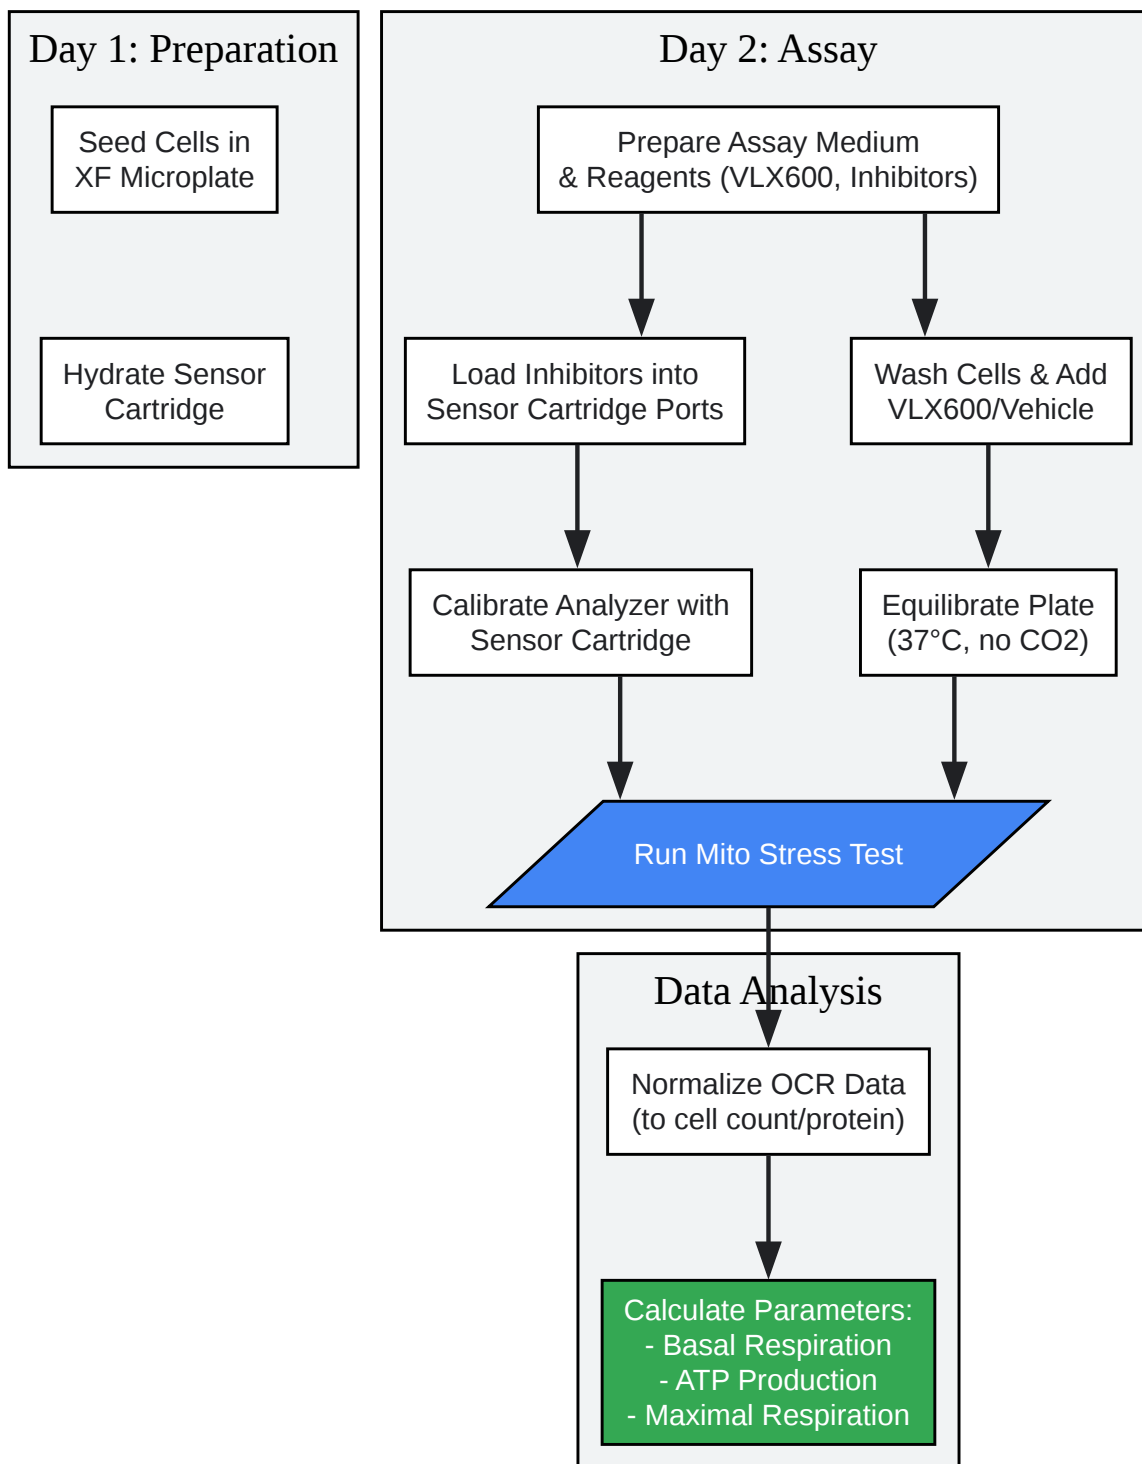 Day 1: Preparation
Seed Cells in
XF Microplate
Hydrate Sensor
Cartridge
Day 2: Assay
Prepare Assay Medium
& Reagents (VLX600, Inhibitors)
Load Inhibitors into
Sensor Cartridge Ports
Wash Cells & Add
VLX600/Vehicle
Calibrate Analyzer with
Sensor Cartridge
Equilibrate Plate
(37°C, no CO2)
Run Mito Stress Test
Data Analysis
Normalize OCR Data
(to cell count/protein)
Calculate Parameters:
- Basal Respiration
- ATP Production
- Maximal Respiration